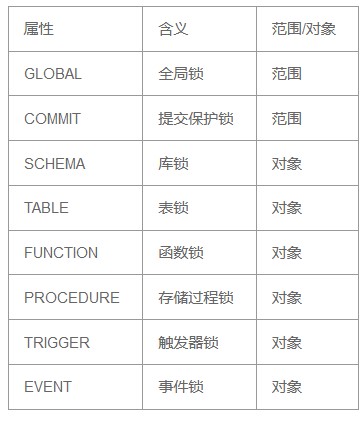 属性 含义 范围/对象
GLOBAL 全局锁 范围
COMMIT 提交保护锁 范围
SCHEMA 库锁 对象
TABLE 表锁 对象
FUNCTION 函数锁 对象
PROCEDURE 存储过程锁 对象
TRIGGER 触发器锁 对象
EVENT 事件锁 对象